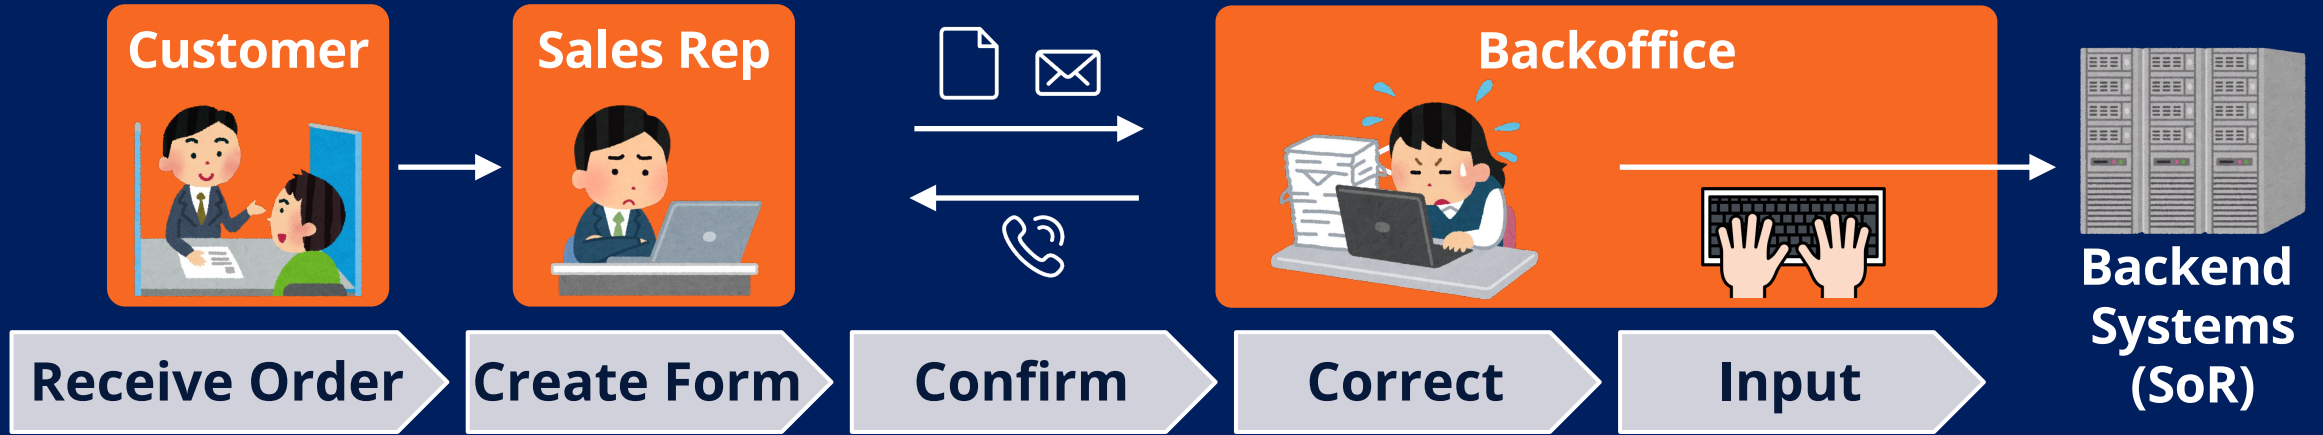 Customer
Sales Rep
Backoffice
Backend
Systems
(SoR)
Receive Order
Create Form
Confirm
Correct
Input